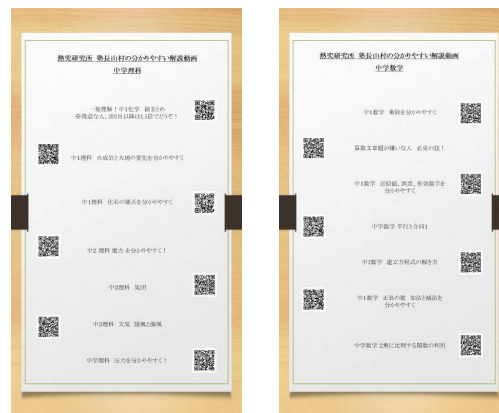 熱究研究所 塾長山村の分かりやすい解説動画
中学理科
一発理解！中1化学 総まとめ
中1理科 火成岩と大地の変化を分かりやすく
中1理科 化石の要点を分かりやすく
中2 理科 電力 を分かりやすく！
中2理科 気団
中2理科 天気 陸風と海風
中学理科 圧力を分かりやすく！
熱究研究所 塾長山村の分かりやすい解説動画
中学数学
中1数学 乗除を分かりやすく
算数文章題が嫌いな人 必見の技！
中1数学 近似値、誤差、有効数字を
分かりやすく
中学数学 平行と合同1
中2数学 連立方程式の解き方
中1数学 正負の数 加法と減法を
分かりやすく
中学数学 2乗に比例する関数の利用